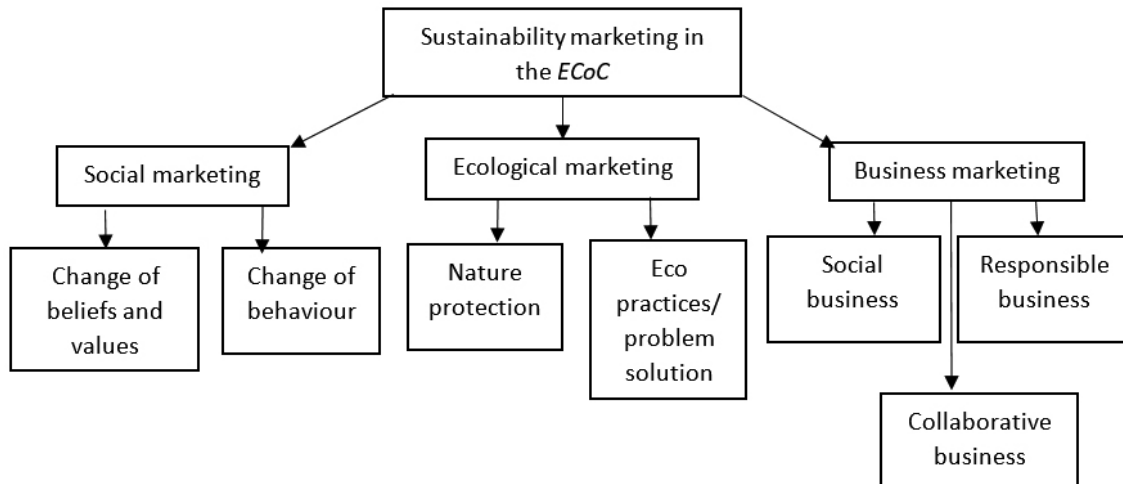 Sustainability marketing in
the ECoC
Social marketing
Ecological marketing
Business marketing
Change of
beliefs and
values
Change of
behaviour
Nature
protection
Eco
practices/
problem
solution
Social
business
Responsible
business
Collaborative
business